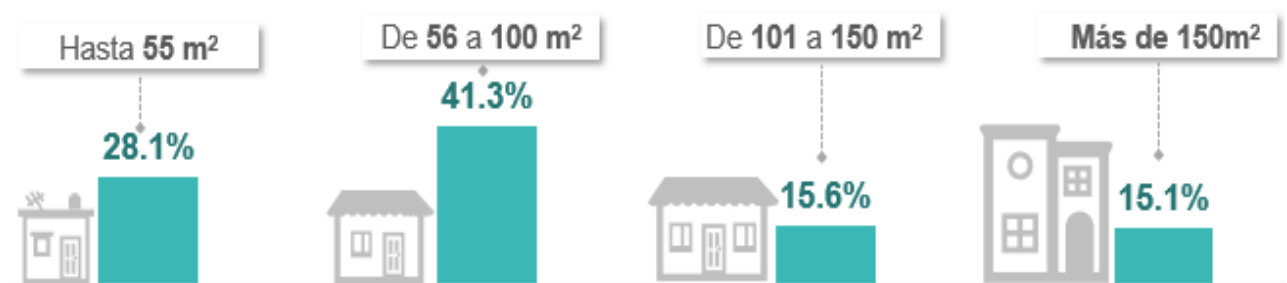 Hasta 55 m²
De 56 a 100 m²
De 101 a 150 m²
Más de 150m²
28.1%
41.3%
15.6%
15.1%